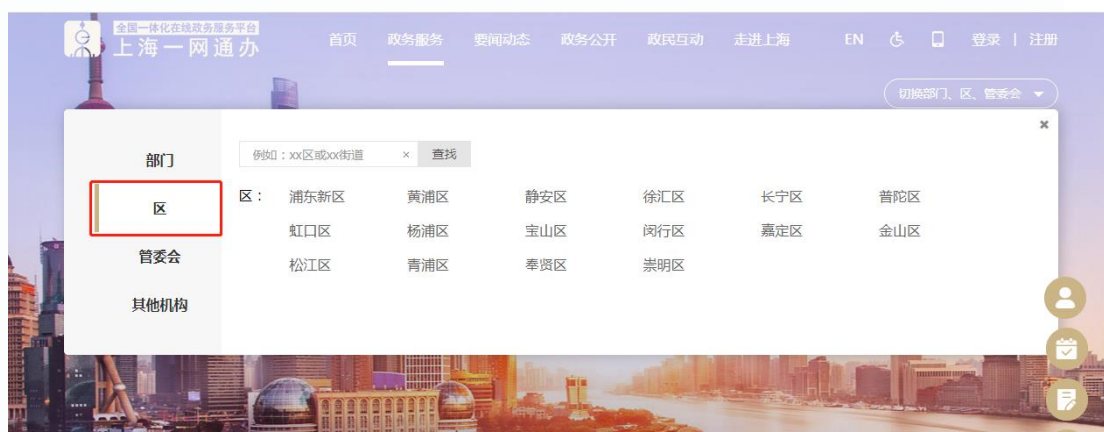 全国一体化在线政务服务平台
上海一网通办
首页 政务服务 要闻动态 政务公开 政民互动 走进上海 EN 登录 | 注册
切换部门、区、管委会
部门
区
管委会
其他机构
例如：xx区或xx街道 × 查找
区： 浦东新区 黄浦区 静安区 徐汇区 长宁区 普陀区
虹口区 杨浦区 宝山区 闵行区 嘉定区 金山区
松江区 青浦区 奉贤区 崇明区